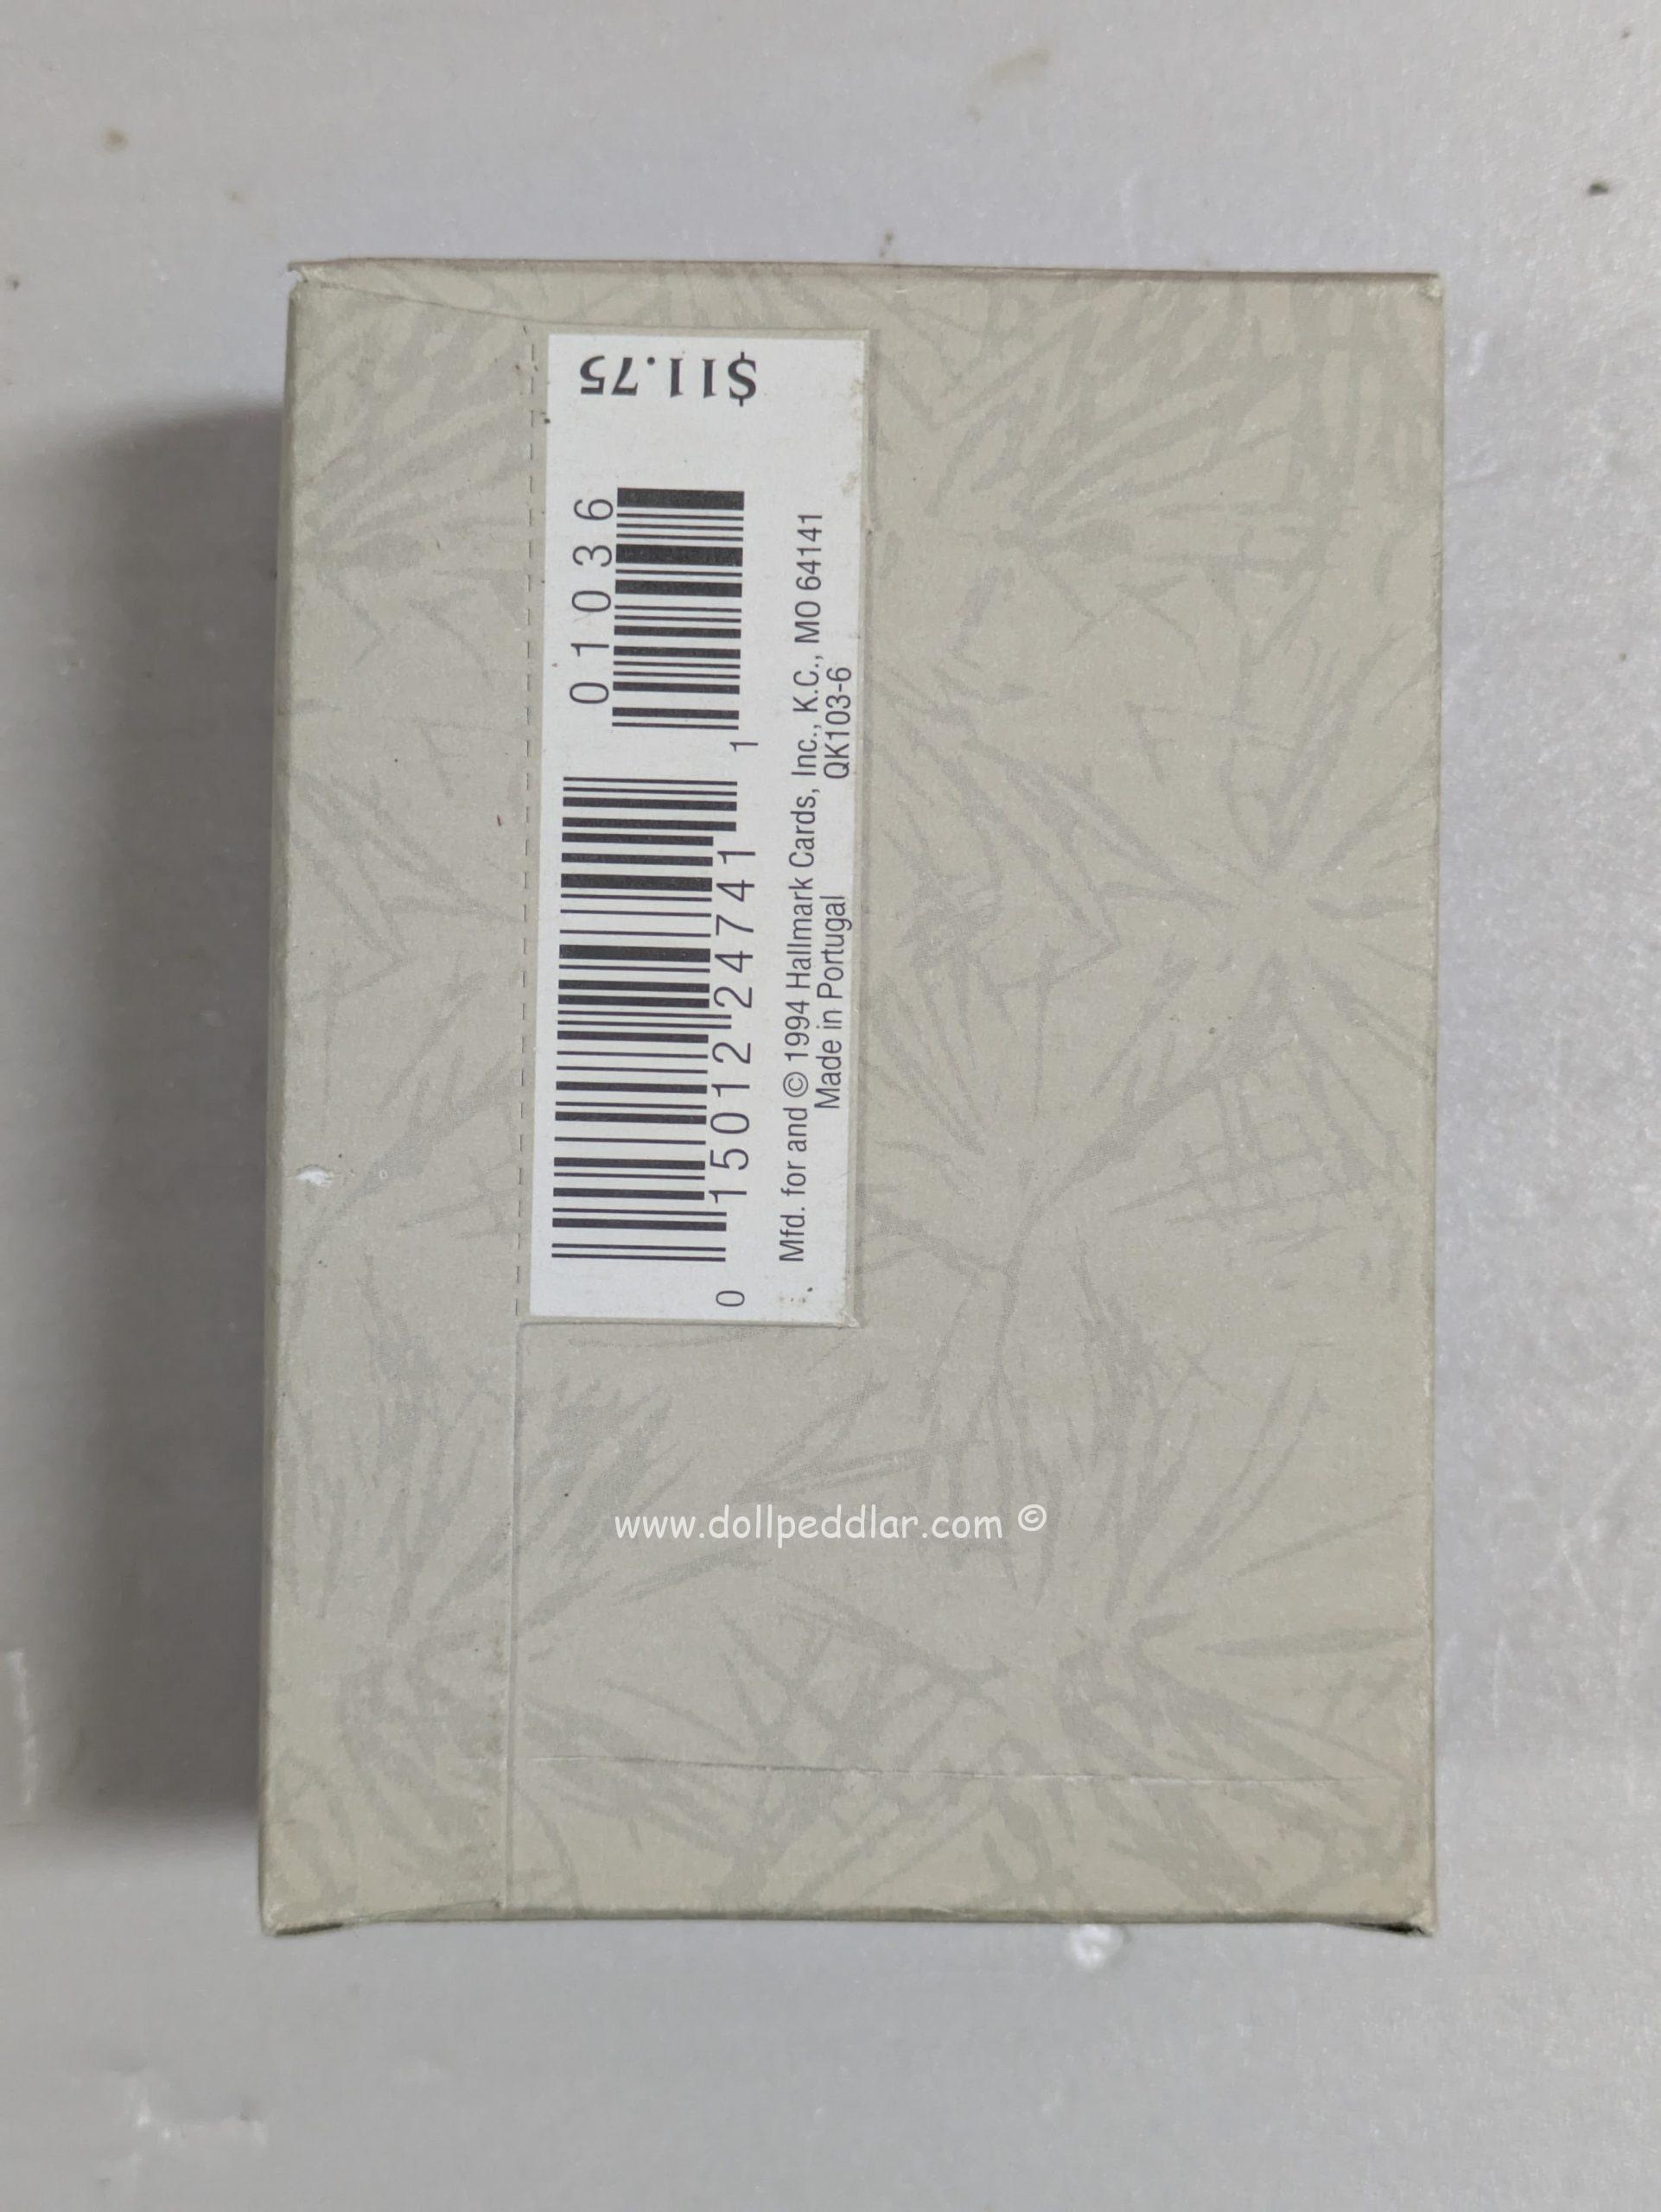 $11.75
01036
0 15012 24741 1
Mfd. for and © 1994 Hallmark Cards, Inc., K.C., MO 64141
Made in Portugal QK103-6
www.dollpeddlar.com ©